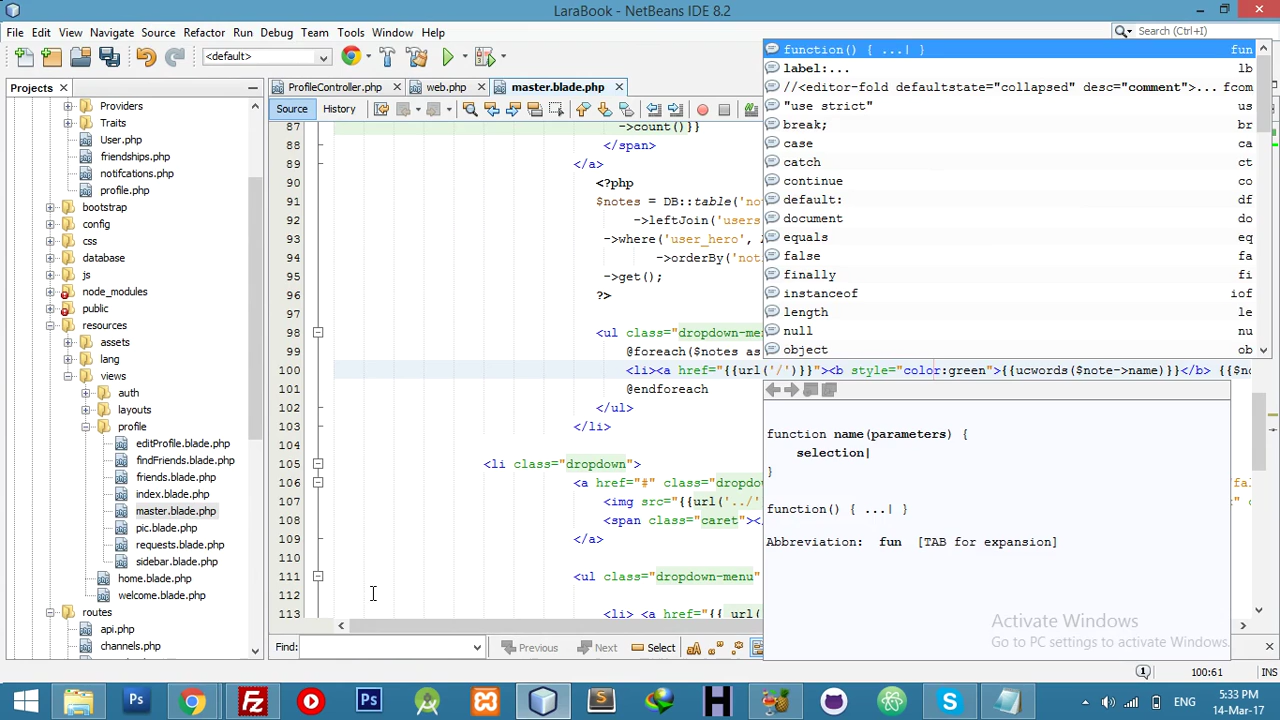 LaraBook - NetBeans IDE 8.2
File Edit View Navigate Source Refactor Run Debug Team Tools Window Help
Search (Ctrl+I)
<default>
Projects
ProfileController.php
web.php
master.blade.php
Source
History
Providers
Traits
User.php
friendships.php
notifcations.php
profile.php
bootstrap
config
css
database
js
node_modules
public
resources
assets
lang
views
auth
layouts
profile
editProfile.blade.php
findFriends.blade.php
friends.blade.php
index.blade.php
master.blade.php
pic.blade.php
requests.blade.php
sidebar.blade.php
home.blade.php
welcome.blade.php
routes
api.php
channels.php
87 ->count()}}
88 </span>
89 </a>
90 <?php
91 $notes = DB::table('no
92 ->leftJoin('users
93 ->where('user_hero',
94 ->orderBy('not
95 ->get();
96 ?>
97
98 <ul class="dropdown-me
99 @foreach($notes as
100 <li><a href="{{url('/')}}"><b style="color:green">{{ucwords($note->name)}}</b> {{$no
101 @endforeach
102 </ul>
103 </li>
104
105 <li class="dropdown">
106 <a href="#" class="dropdo
107 <img src="{{url('../'
108 <span class="caret"></
109 </a>
110
111 <ul class="dropdown-menu"
112
113 <li> <a href="{{ url(
function() { ...| } fun
label:... lb
//<editor-fold defaultstate="collapsed" desc="comment">... fcom
"use strict" us
break; br
case ca
catch ct
continue co
default: df
document do
equals eq
false fa
finally fi
instanceof iof
length le
null nu
object ob
function name(parameters) {
selection|
}
function() { ...| }
Abbreviation: fun [TAB for expansion]
Activate Windows
Go to PC settings to activate Windows.
Find:
Previous
Next
Select
100:61
INS
ENG
5:33 PM
14-Mar-17